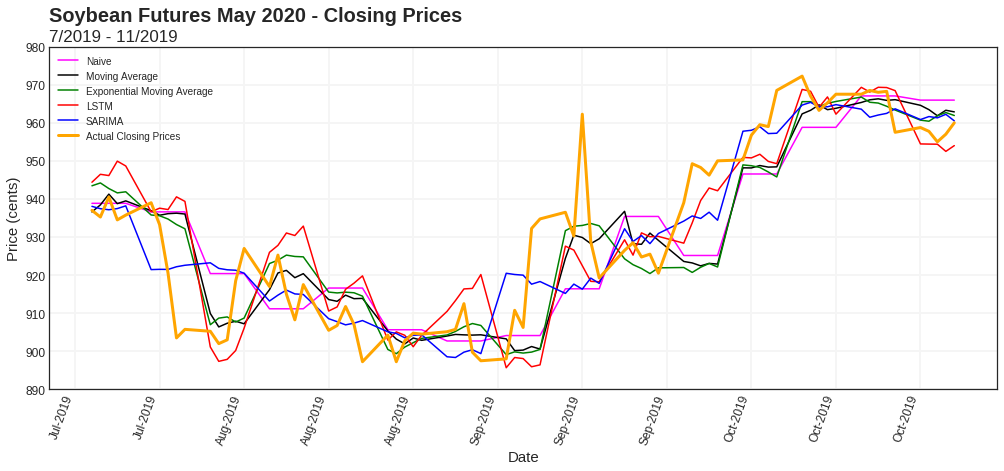 Soybean Futures May 2020 - Closing Prices
7/2019 - 11/2019
980
970
960
950
940
930
920
910
900
890
Price (cents)
Naive
Moving Average
Exponential Moving Average
LSTM
SARIMA
Actual Closing Prices
Jul-2019
Jul-2019
Aug-2019
Aug-2019
Aug-2019
Sep-2019
Sep-2019
Sep-2019
Oct-2019
Oct-2019
Oct-2019
Date